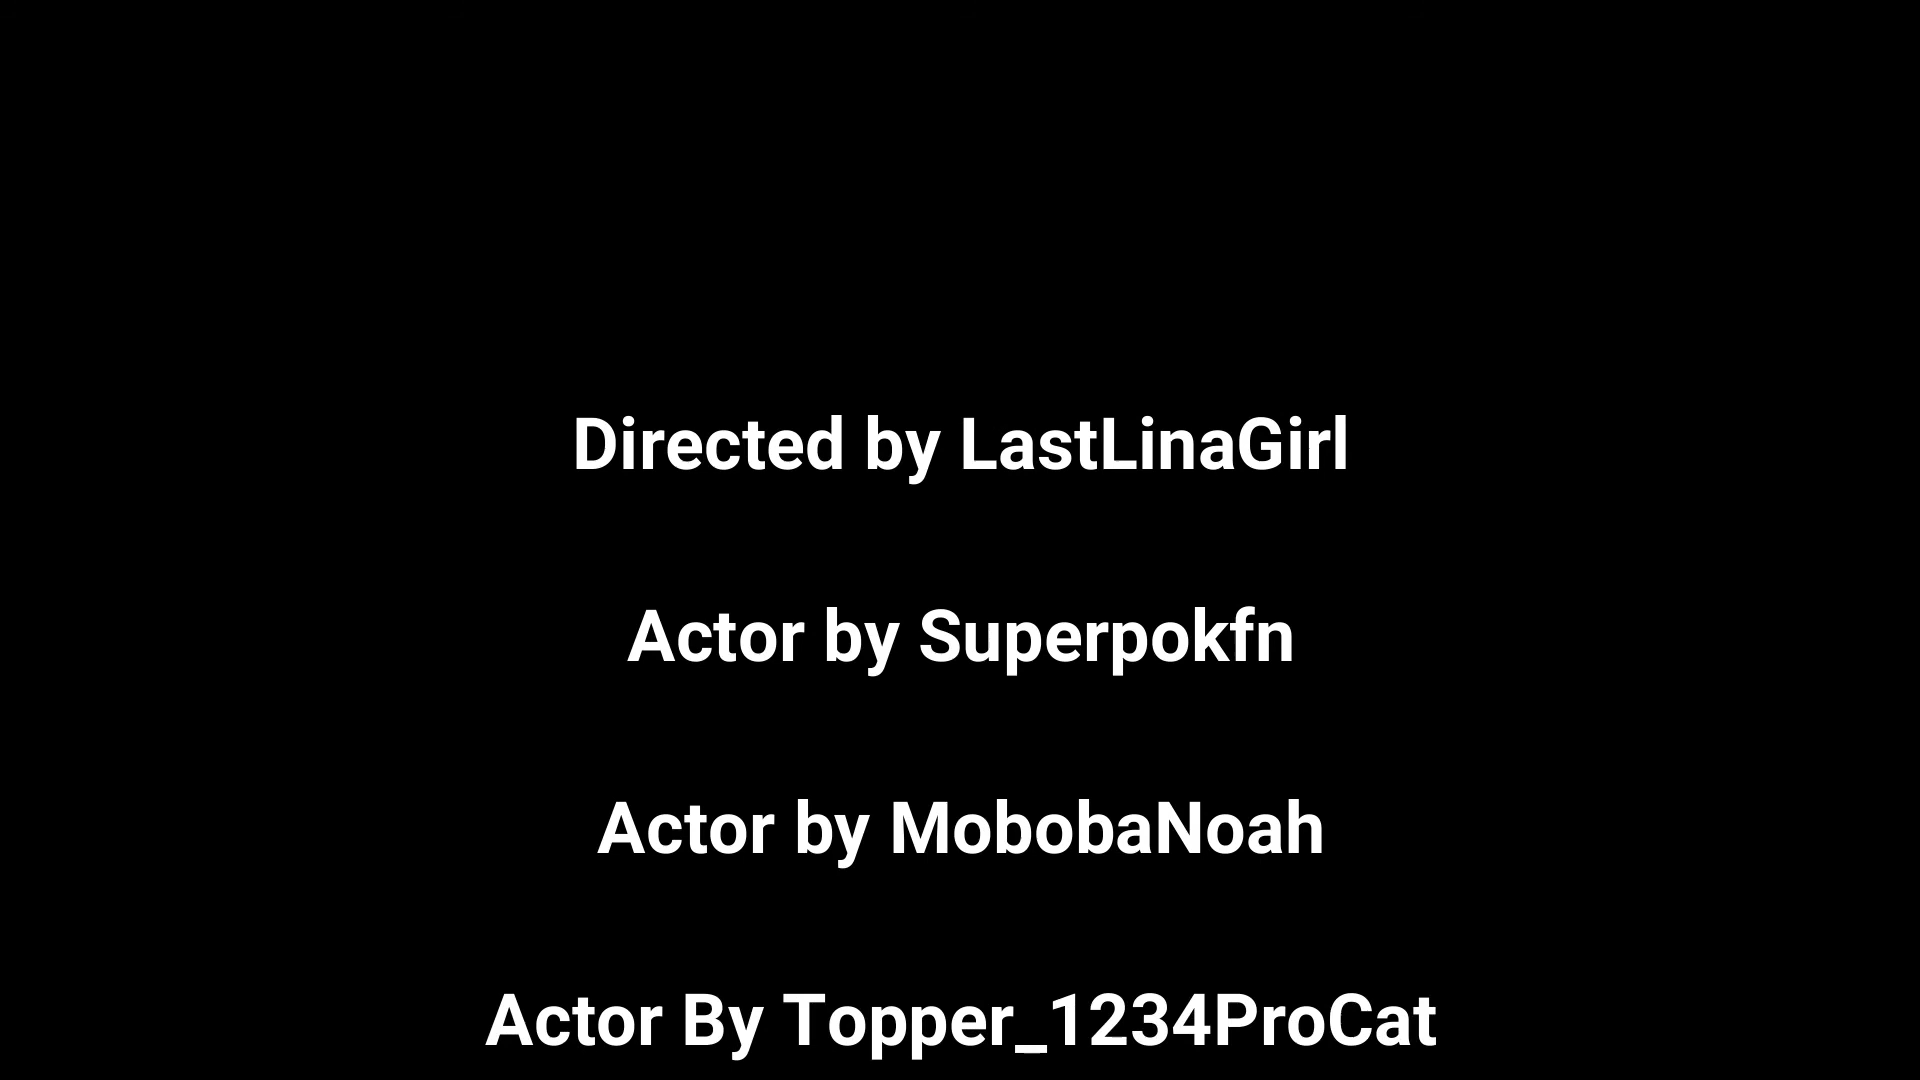 Directed by LastLinaGirl
Actor by Superpokfn
Actor by MobobaNoah
Actor By Topper_1234ProCat